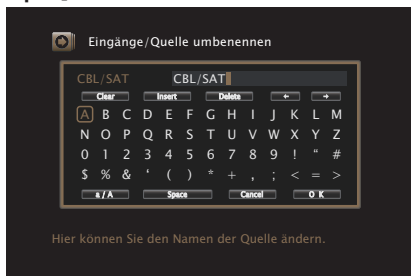 Eingänge/Quelle umbenennen
CBL/SAT CBL/SAT
Clear Insert Delete ← →
A B C D E F G H I J K L M
N O P Q R S T U V W X Y Z
0 1 2 3 4 5 6 7 8 9 ! “ #
$ % & ‘ ( ) * + , ; < = >
a / A Space Cancel O K
Hier können Sie den Namen der Quelle ändern.